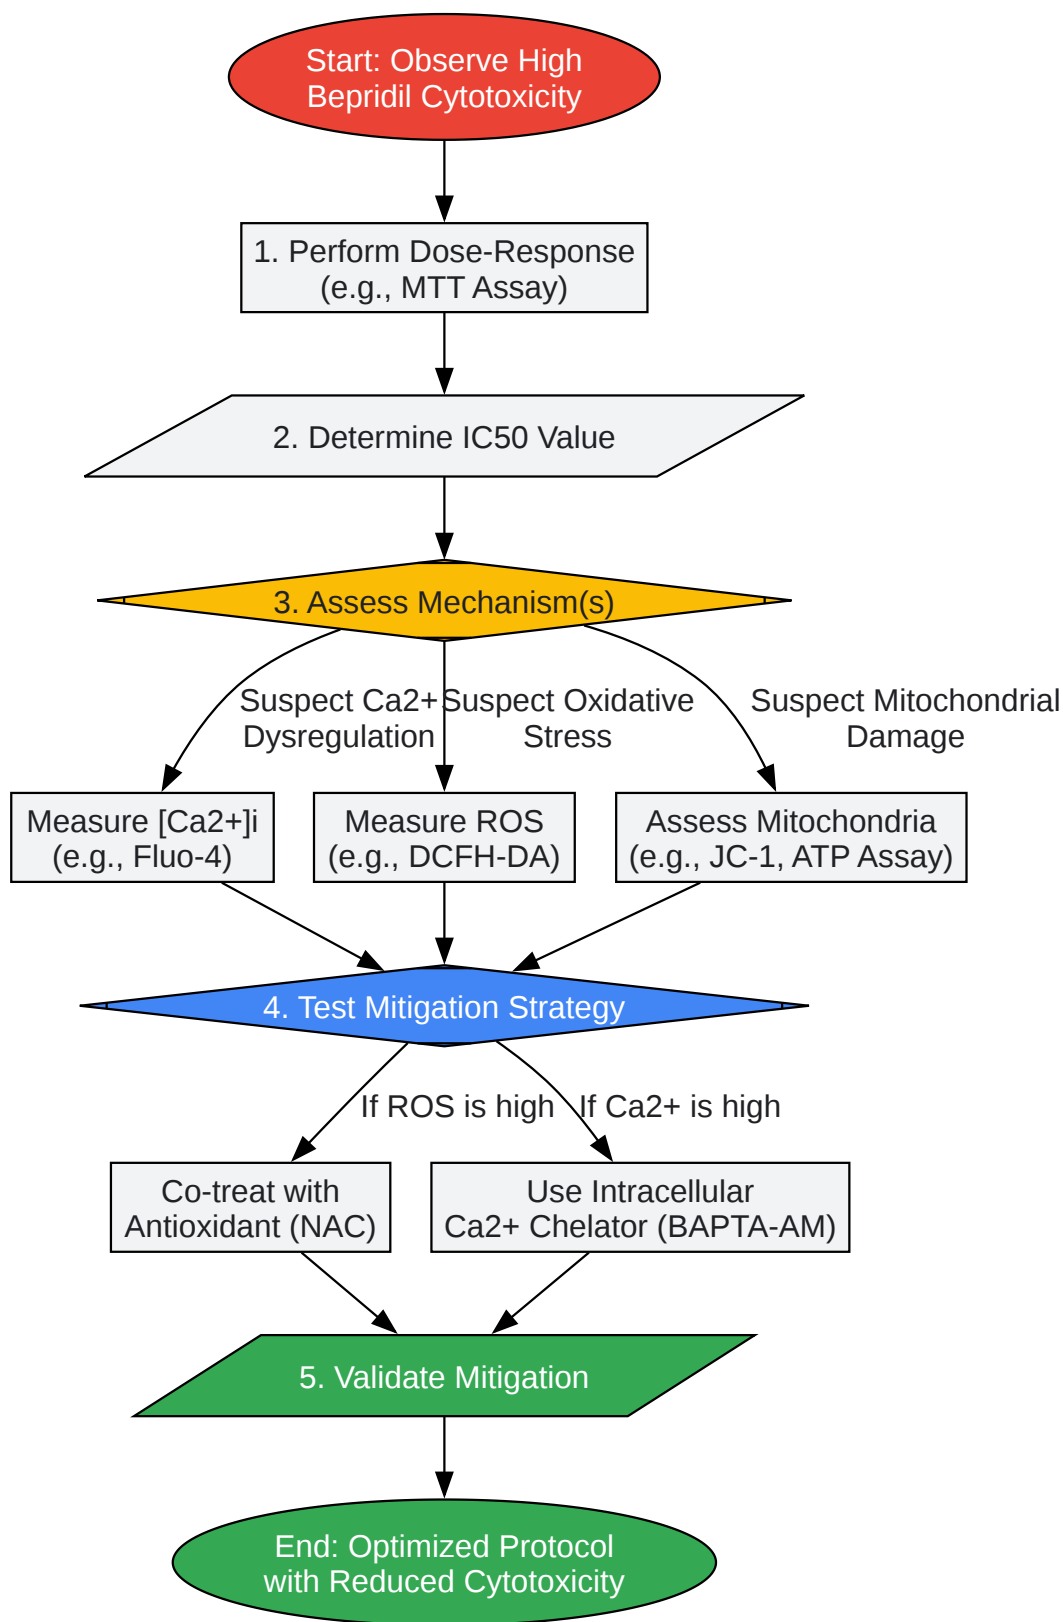 Start: Observe High
Bepridil Cytotoxicity
1. Perform Dose-Response
(e.g., MTT Assay)
2. Determine IC50 Value
3. Assess Mechanism(s)
Suspect Ca2+
Dysregulation
Suspect Oxidative
Stress
Suspect Mitochondrial
Damage
Measure [Ca2+]i
(e.g., Fluo-4)
Measure ROS
(e.g., DCFH-DA)
Assess Mitochondria
(e.g., JC-1, ATP Assay)
4. Test Mitigation Strategy
If ROS is high
If Ca2+ is high
Co-treat with
Antioxidant (NAC)
Use Intracellular
Ca2+ Chelator (BAPTA-AM)
5. Validate Mitigation
End: Optimized Protocol
with Reduced Cytotoxicity